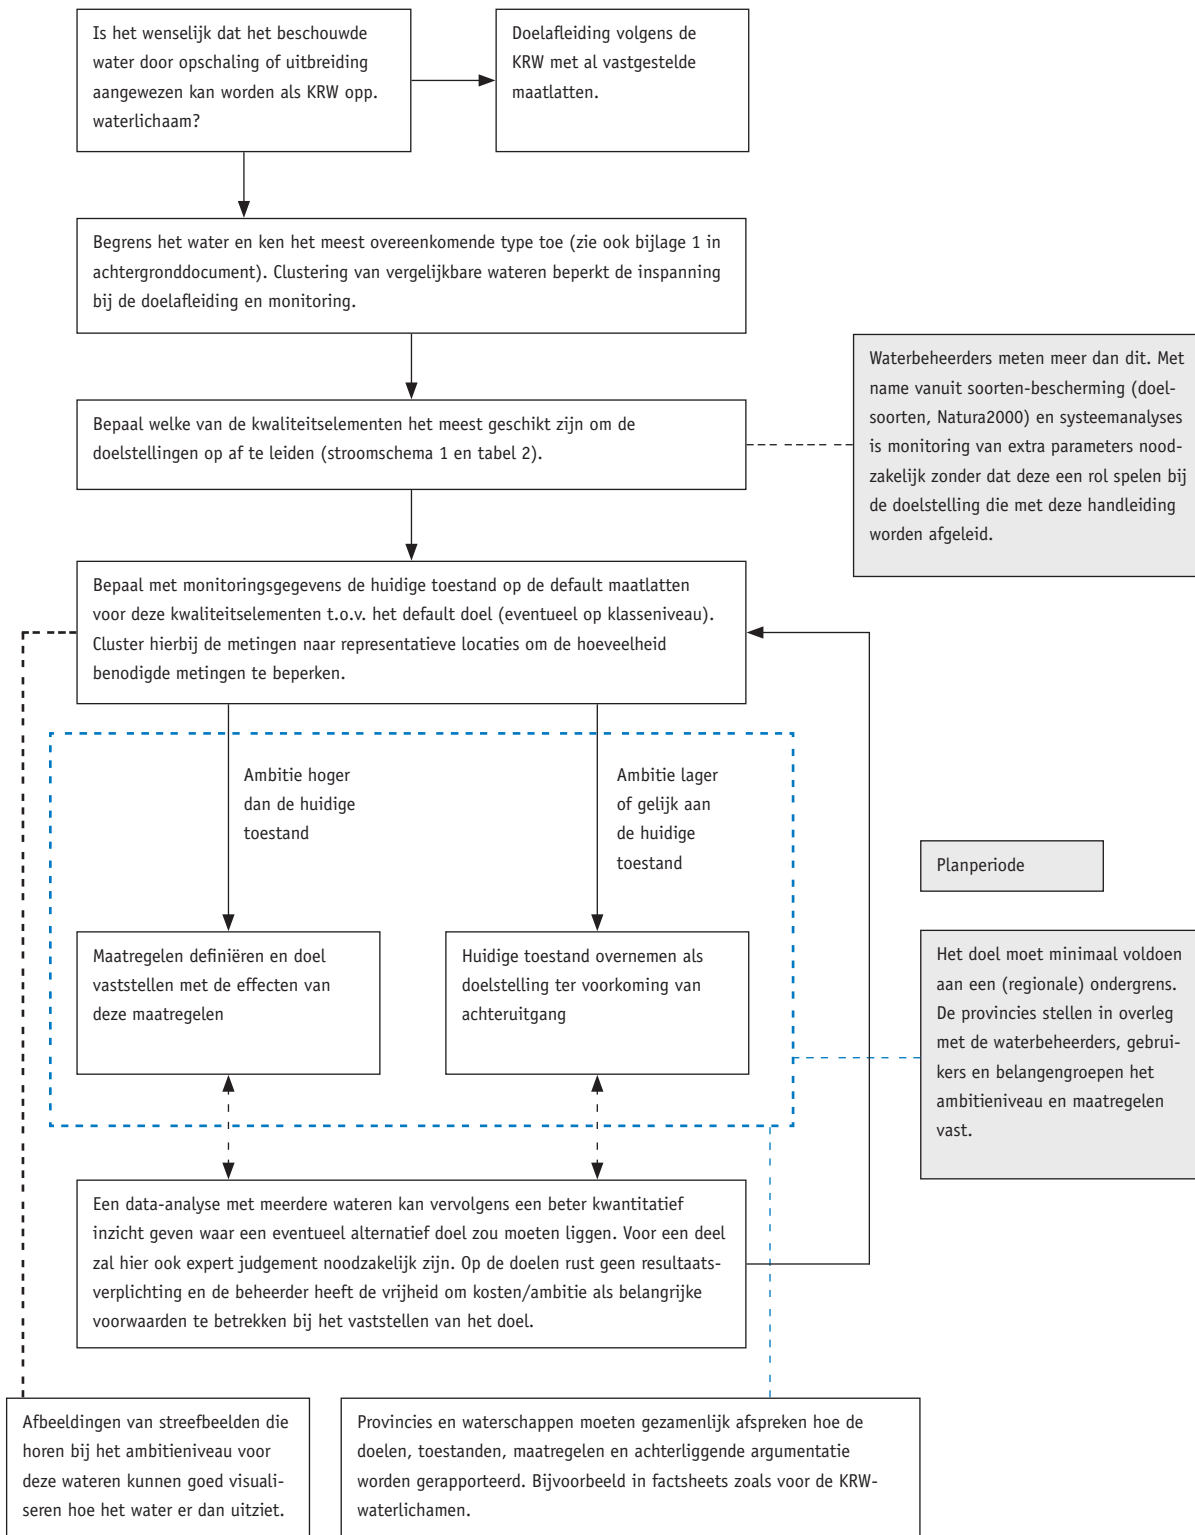 Is het wenselijk dat het beschouwde
water door opschaling of uitbreiding
aangewezen kan worden als KRW opp.
waterlichaam?
Doelafleiding volgens de
KRW met al vastgestelde
maatlatten.
Begrens het water en ken het meest overeenkomende type toe (zie ook bijlage 1 in
achtergronddocument). Clustering van vergelijkbare wateren beperkt de inspanning
bij de doelafleiding en monitoring.
Waterbeheerders meten meer dan dit. Met
name vanuit soorten-bescherming (doel-
soorten, Natura2000) en systeemanalyses
is monitoring van extra parameters nood-
zakelijk zonder dat deze een rol spelen bij
de doelstelling die met deze handleiding
worden afgeleid.
Bepaal welke van de kwaliteitselementen het meest geschikt zijn om de
doelstellingen op af te leiden (stroomschema 1 en tabel 2).
Bepaal met monitoringsgegevens de huidige toestand op de default maatlatten
voor deze kwaliteitselementen t.o.v. het default doel (eventueel op klasseniveau).
Cluster hierbij de metingen naar representatieve locaties om de hoeveelheid
benodigde metingen te beperken.
Ambitie hoger
dan de huidige
toestand
Ambitie lager
of gelijk aan
de huidige
toestand
Planperiode
Maatregelen definiëren en doel
vaststellen met de effecten van
deze maatregelen
Huidige toestand overnemen als
doelstelling ter voorkoming van
achteruitgang
Het doel moet minimaal voldoen
aan een (regionale) ondergrens.
De provincies stellen in overleg
met de waterbeheerders, gebrui-
kers en belangengroepen het
ambitieniveau en maatregelen
vast.
Een data-analyse met meerdere wateren kan vervolgens een beter kwantitatief
inzicht geven waar een eventueel alternatief doel zou moeten liggen. Voor een deel
zal hier ook expert judgement noodzakelijk zijn. Op de doelen rust geen resultaats-
verplichting en de beheerder heeft de vrijheid om kosten/ambitie als belangrijke
voorwaarden te betrekken bij het vaststellen van het doel.
Afbeeldingen van streefbeelden die
horen bij het ambitieniveau voor
deze wateren kunnen goed visuali-
seren hoe het water er dan uitziet.
Provincies en waterschappen moeten gezamenlijk afspreken hoe de
doelen, toestanden, maatregelen en achterliggende argumentatie
worden gerapporteerd. Bijvoorbeeld in factsheets zoals voor de KRW-
waterlichamen.